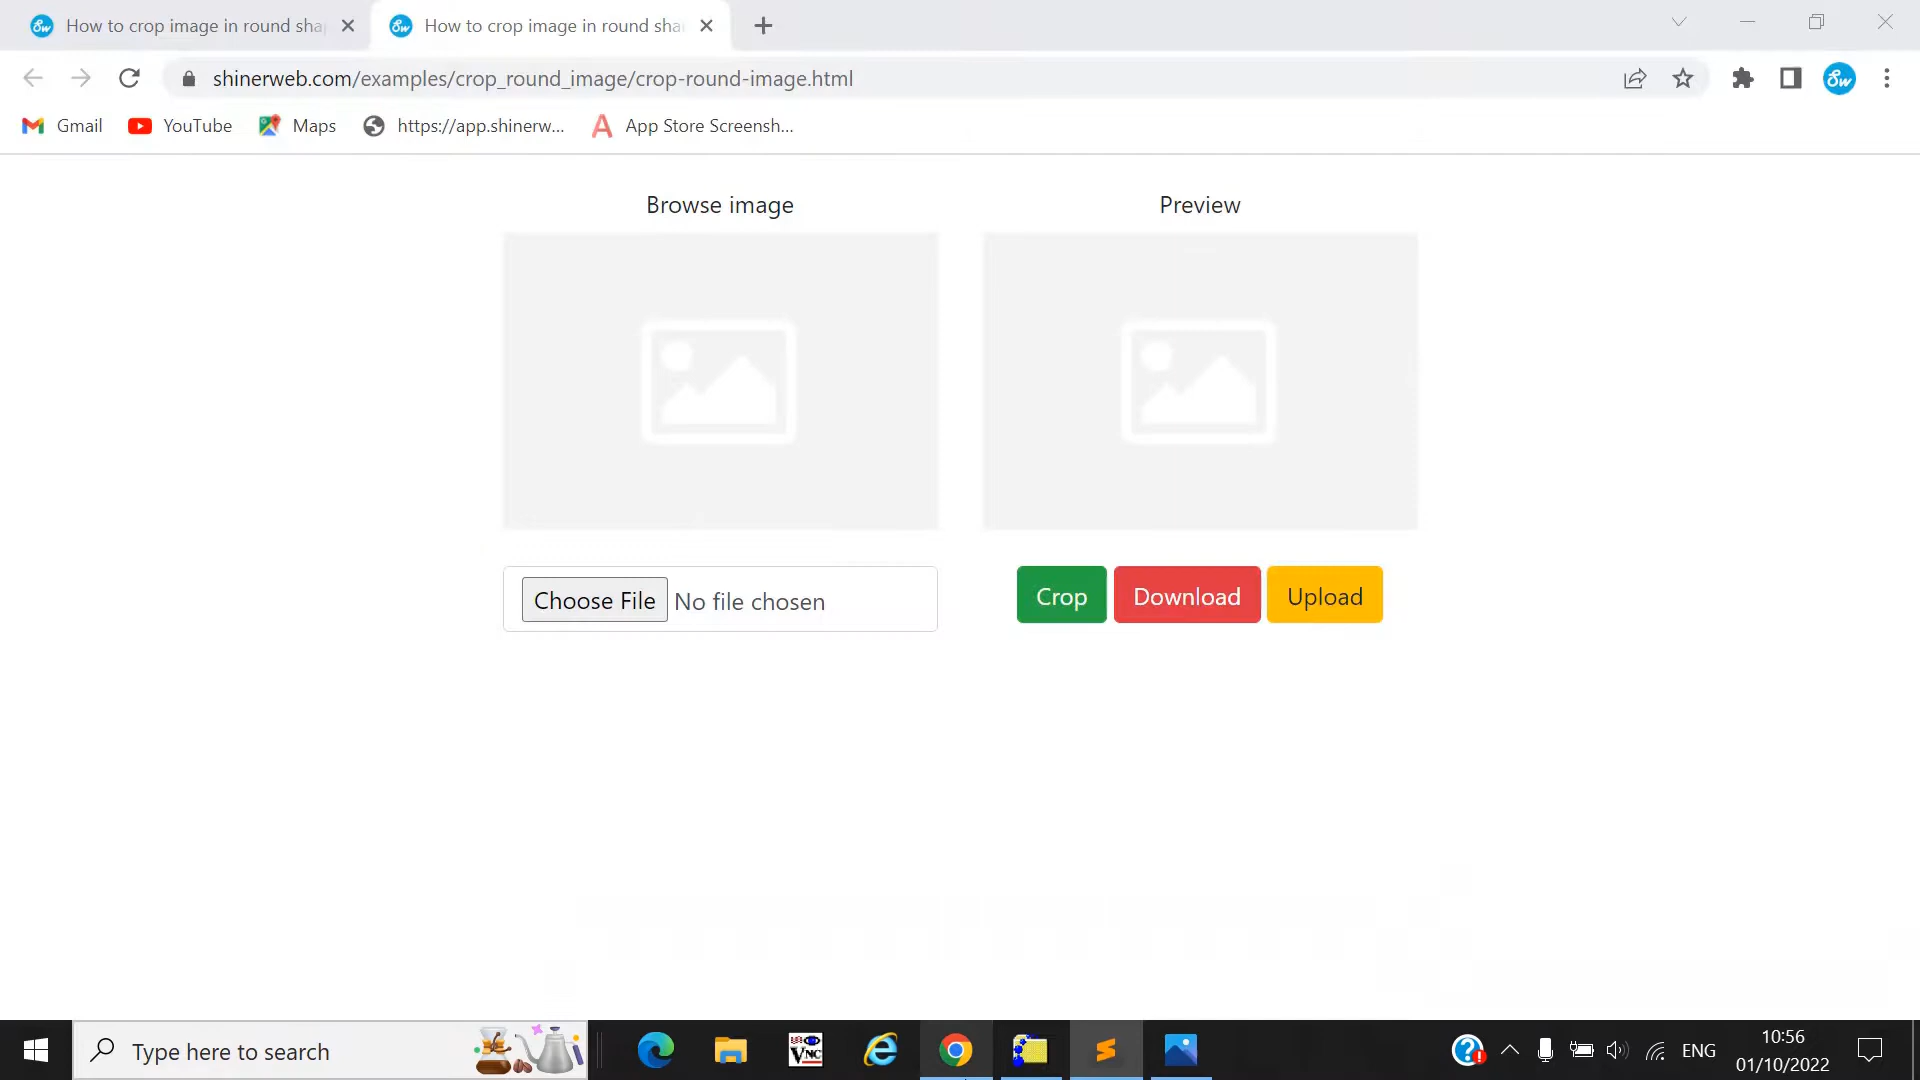 How to crop image in round sha
How to crop image in round sha
shinerweb.com/examples/crop_round_image/crop-round-image.html
Sw
Gmail
YouTube
Maps
https://app.shinerw...
App Store Screensh...
Browse image
Preview
Choose File
No file chosen
Crop
Download
Upload
Type here to search
VNC
ENG
10:56
01/10/2022